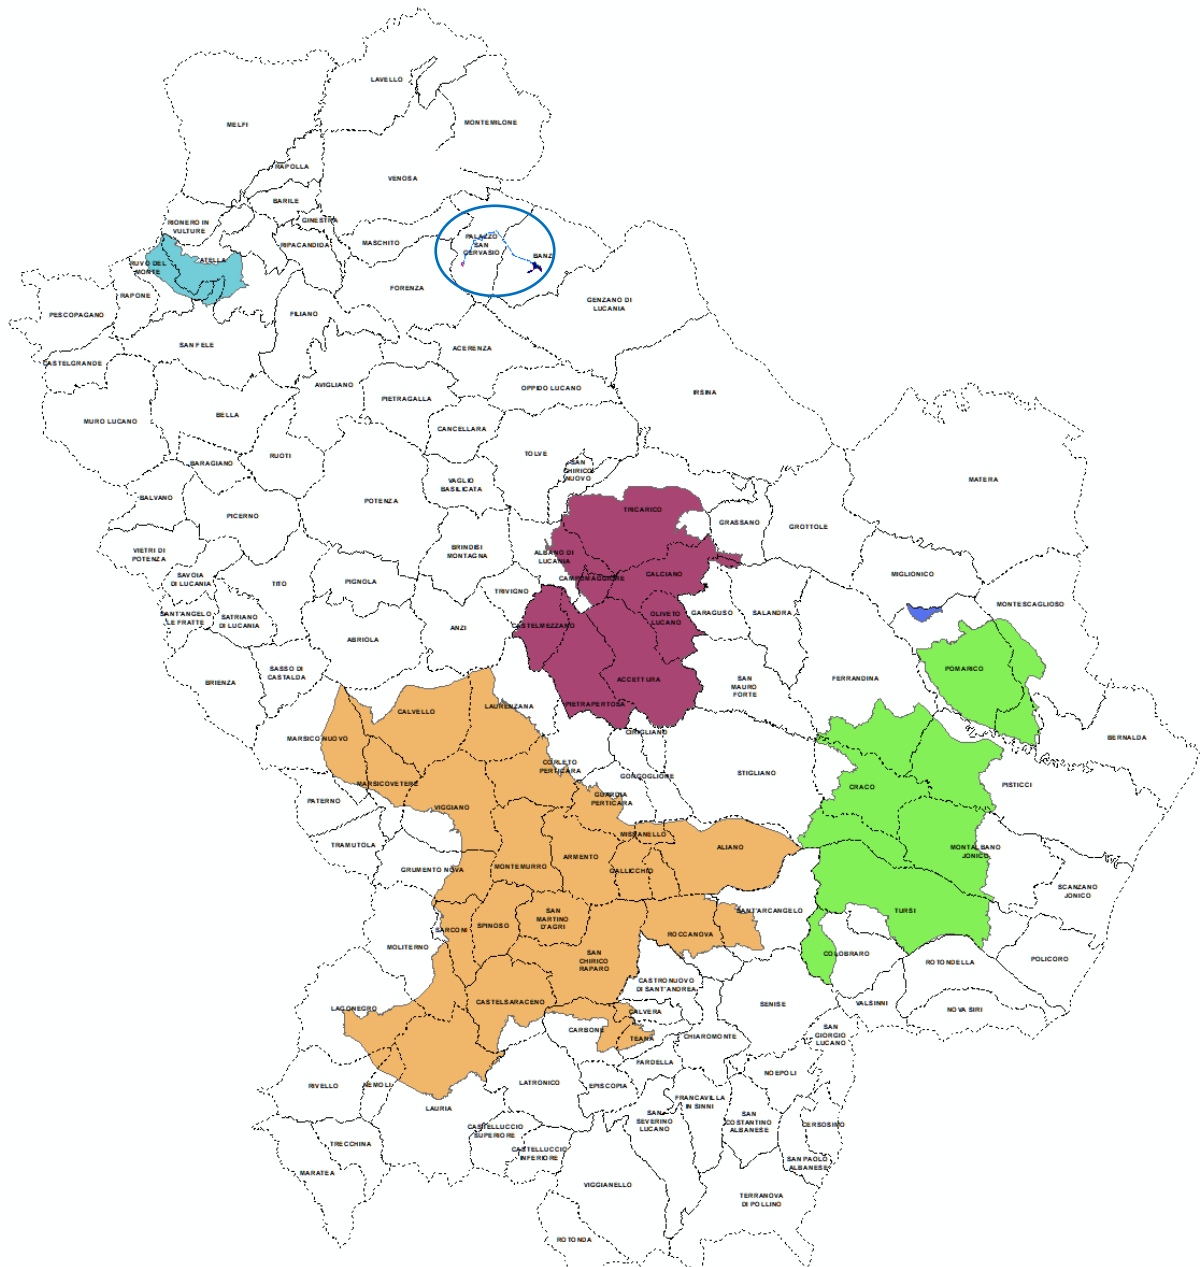 LAVELLO
MELFI
MONTEMILONE
RAPOLLA
VENOSA
BARILE
RIONERO IN
VULTURE
GINESTRA
RIPACANDIDA
MASCHITO
PALAZZO
SAN
GERVASIO
BANZI
ATELLA
RUVO DEL
MONTE
RAPONE
FORENZA
GENZANO DI
LUCANIA
PESCOPAGANO
FILIANO
SAN FELE
ACERENZA
CASTELGRANDE
AVIGLIANO
PIETRAGALLA
OPPIDO LUCANO
IRSINA
BELLA
MURO LUCANO
CANCELLARA
TOLVE
RUOTI
BARAGIANO
SAN
CHIRICO
NUOVO
VAGLIO
BASILICATA
MATERA
BALVANO
POTENZA
PICERNO
TRICARICO
GRASSANO
GROTTOLE
VIETRI DI
POTENZA
BRINDISI
MONTAGNA
ALBANO DI
LUCANIA
SAVOIA
DI LUCANIA
TITO
PIGNOLA
CAMPOMAGGIORE
CALCIANO
MIGLIONICO
TRIVIGNO
MONTESCAGLIOSO
SANT'ANGELO
LE FRATTE
SATRIANO
DI LUCANIA
OLIVETO
LUCANO
GARAGUSO
SALANDRA
ABRIOLA
ANZI
CASTELMEZZANO
BRIENZA
SASSO DI
CASTALDA
POMARICO
ACCETTURA
SAN
MAURO
FORTE
FERRANDINA
CALVELLO
LAURENZANA
PIETRAPERTOSA
MARSICO NUOVO
CIRIGLIANO
BERNALDA
CORLETO
PERTICARA
GORGOGLIONE
STIGLIANO
MARSICOVETERE
CRACO
PISTICCI
PATERNO
VIGGIANO
GUARDIA
PERTICARA
TRAMUTOLA
MISSANELLO
ALIANO
MONTALBANO
JONICO
GRUMENTO NOVA
MONTEMURRO
ARMENTO
GALLICCHIO
SCANZANO
JONICO
SAN
MARTINO
D'AGRI
SANT'ARCANGELO
TURSI
SARCONI
SPINOSO
ROCCANOVA
MOLITERNO
SAN
CHIRICO
RAPARO
COLOBRARO
ROTONDELLA
POLICORO
CASTRONUOVO
DI SANT'ANDREA
LAGONEGRO
CASTELSARACENO
SENISE
VALSINNI
NOVA SIRI
CALVERA
CARBONE
TEANA
CHIAROMONTE
SAN
GIORGIO
LUCANO
FARDELLA
NOEPOLI
RIVELLO
NEMOLI
LATRONICO
EPISCOPIA
LAURIA
FRANCAVILLA
IN SINNI
SAN
SEVERINO
LUCANO
SAN
COSTANTINO
ALBANESE
CERSOSIMO
CASTELLUCCIO
SUPERIORE
TRECCHINA
CASTELLUCCIO
INFERIORE
SAN PAOLO
ALBANESE
MARATEA
VIGGIANELLO
TERRANOVA
DI POLLINO
ROTONDA